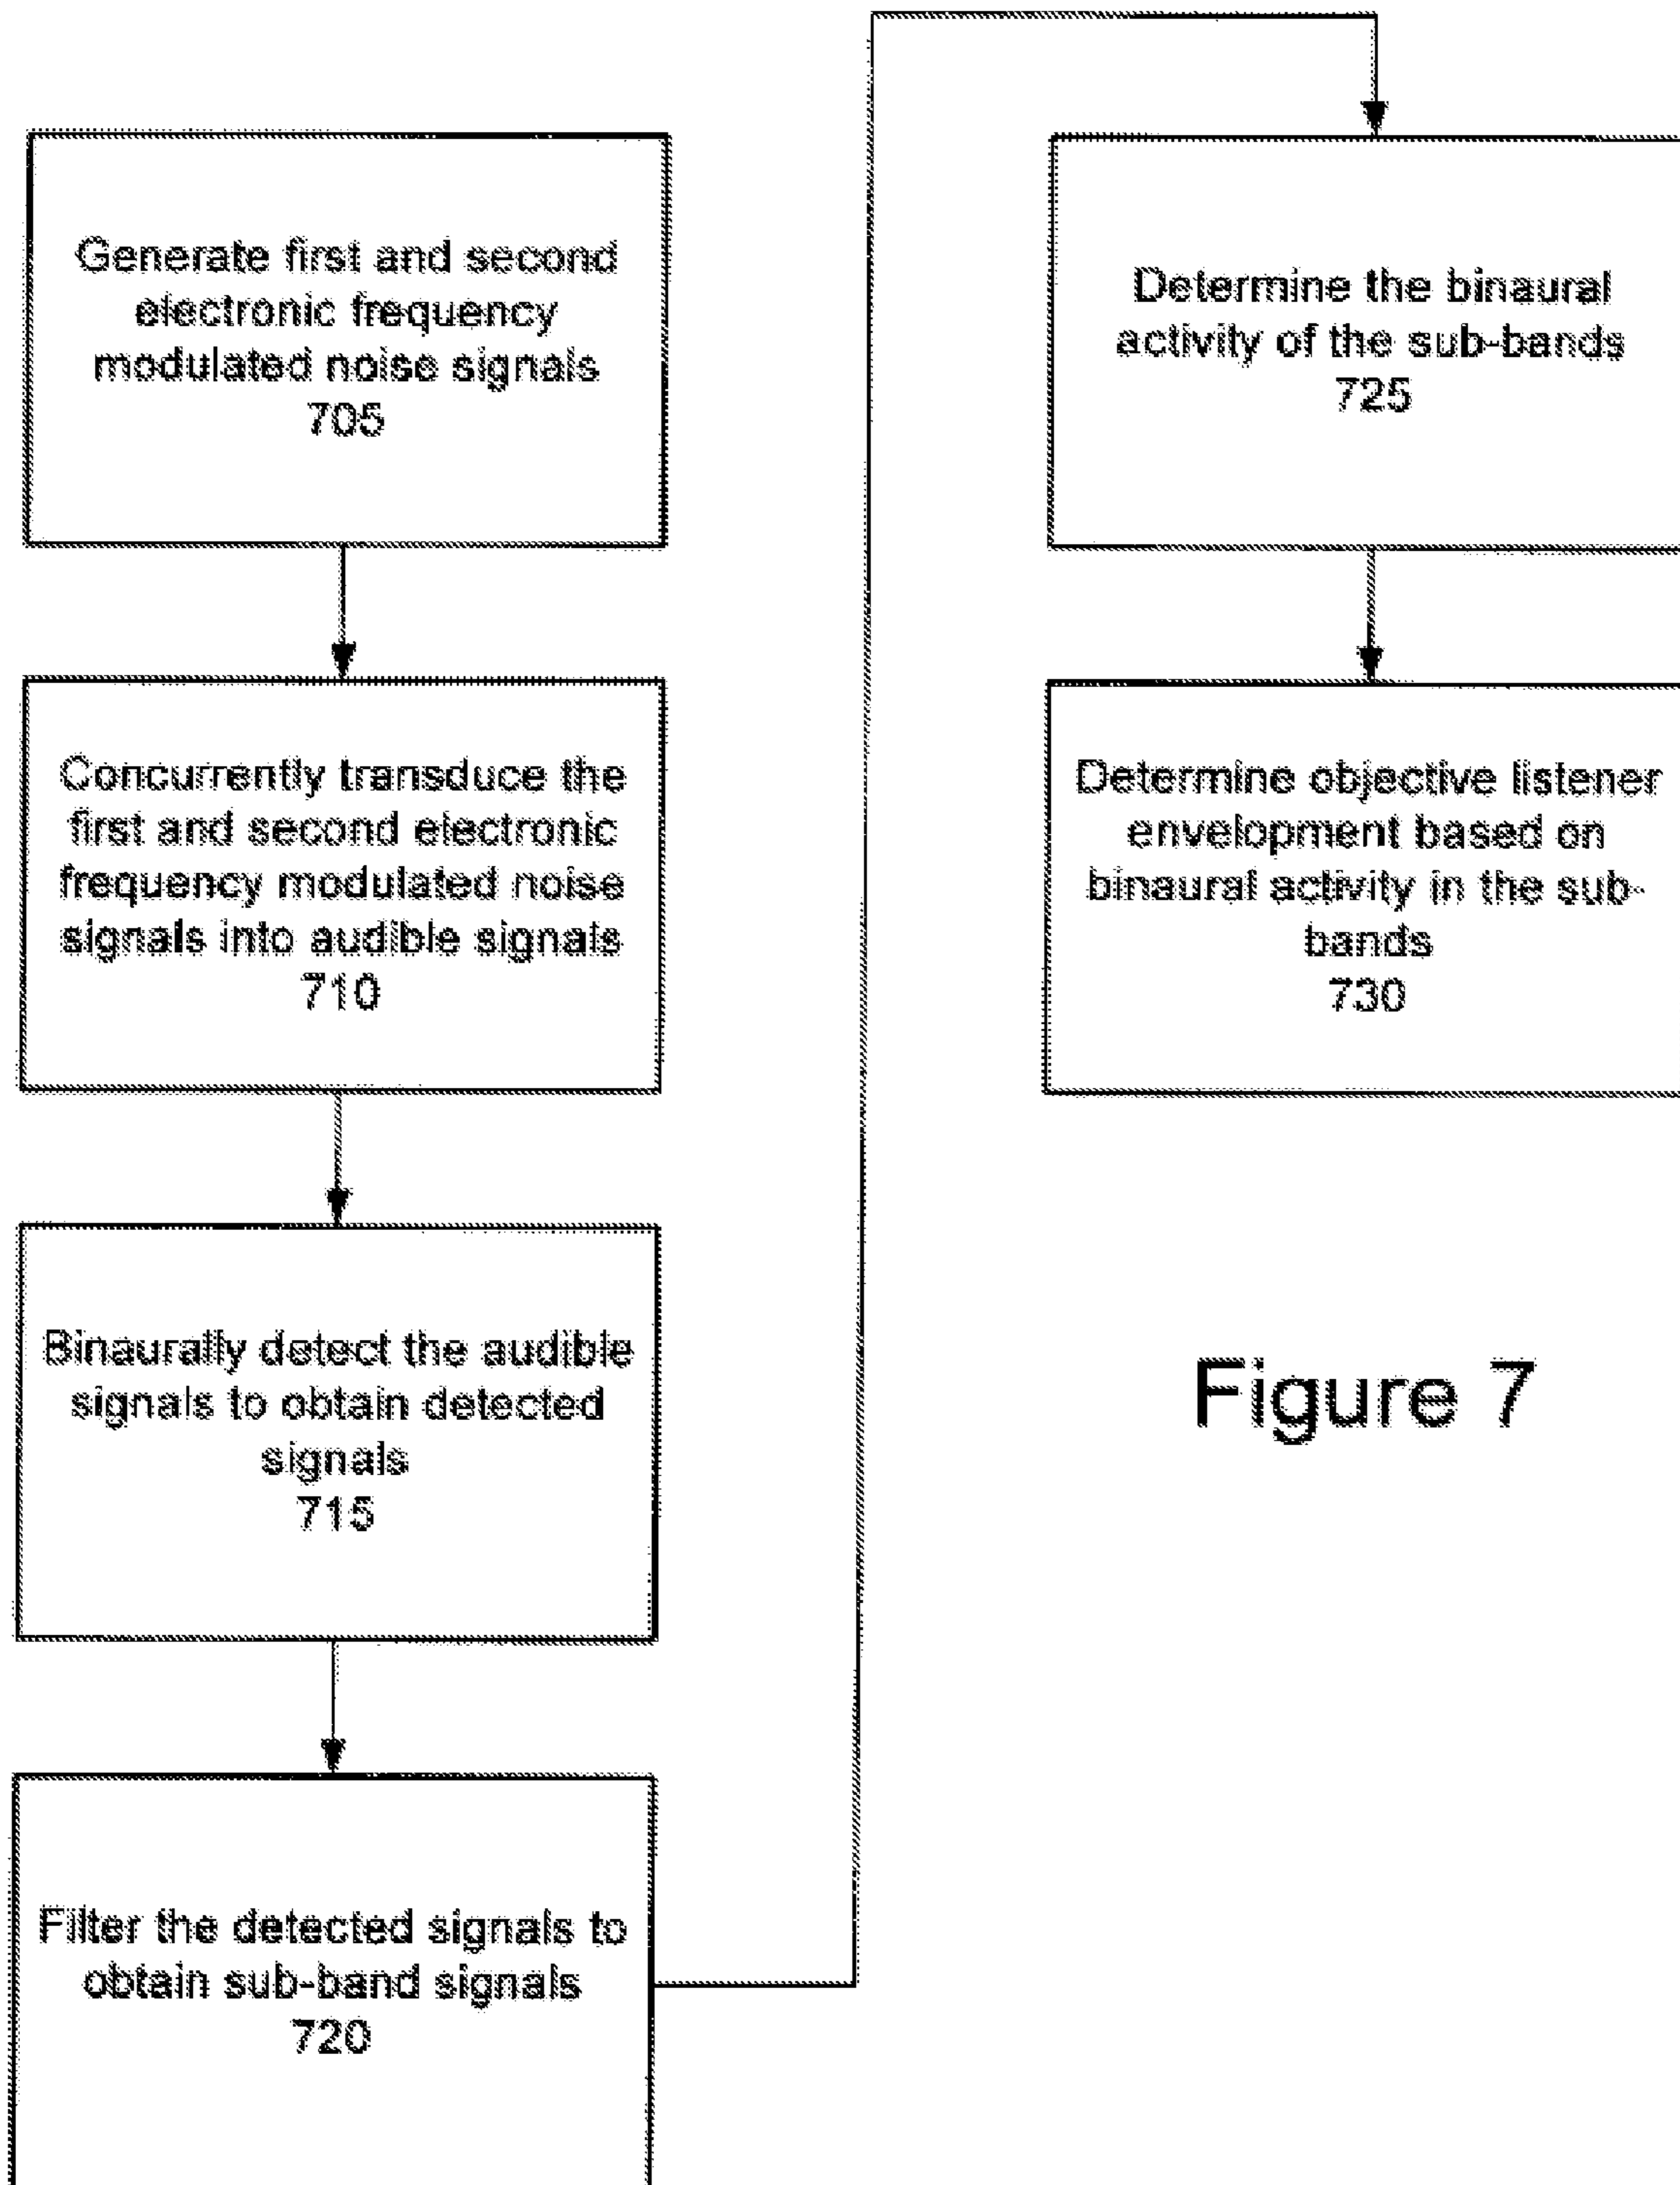 Generate first and second
electronic frequency
modulated noise signals
705
Concurrently transduce the
first and second electronic
frequency modulated noise
signals into audible signals
710
Binaurally detect the audible
signals to obtain detected
signals
715
Filter the detected signals to
obtain sub-band signals
720
Determine the binaural
activity of the sub-bands
725
Determine objective listener
envelopment based on
binaural activity in the sub-
bands
730
Figure 7